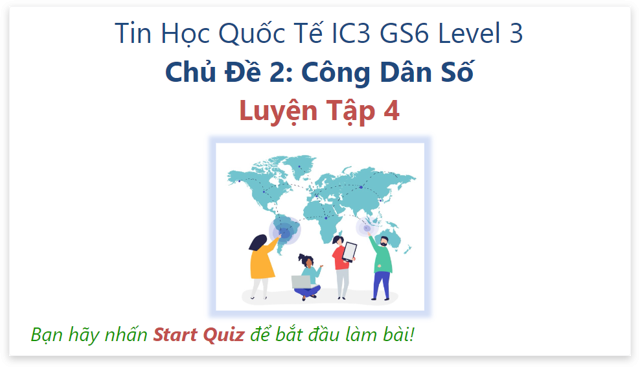 Tin Học Quốc Tế IC3 GS6 Level 3
Chủ Đề 2: Công Dân Số
Luyện Tập 4
Bạn hãy nhấn Start Quiz để bắt đầu làm bài!